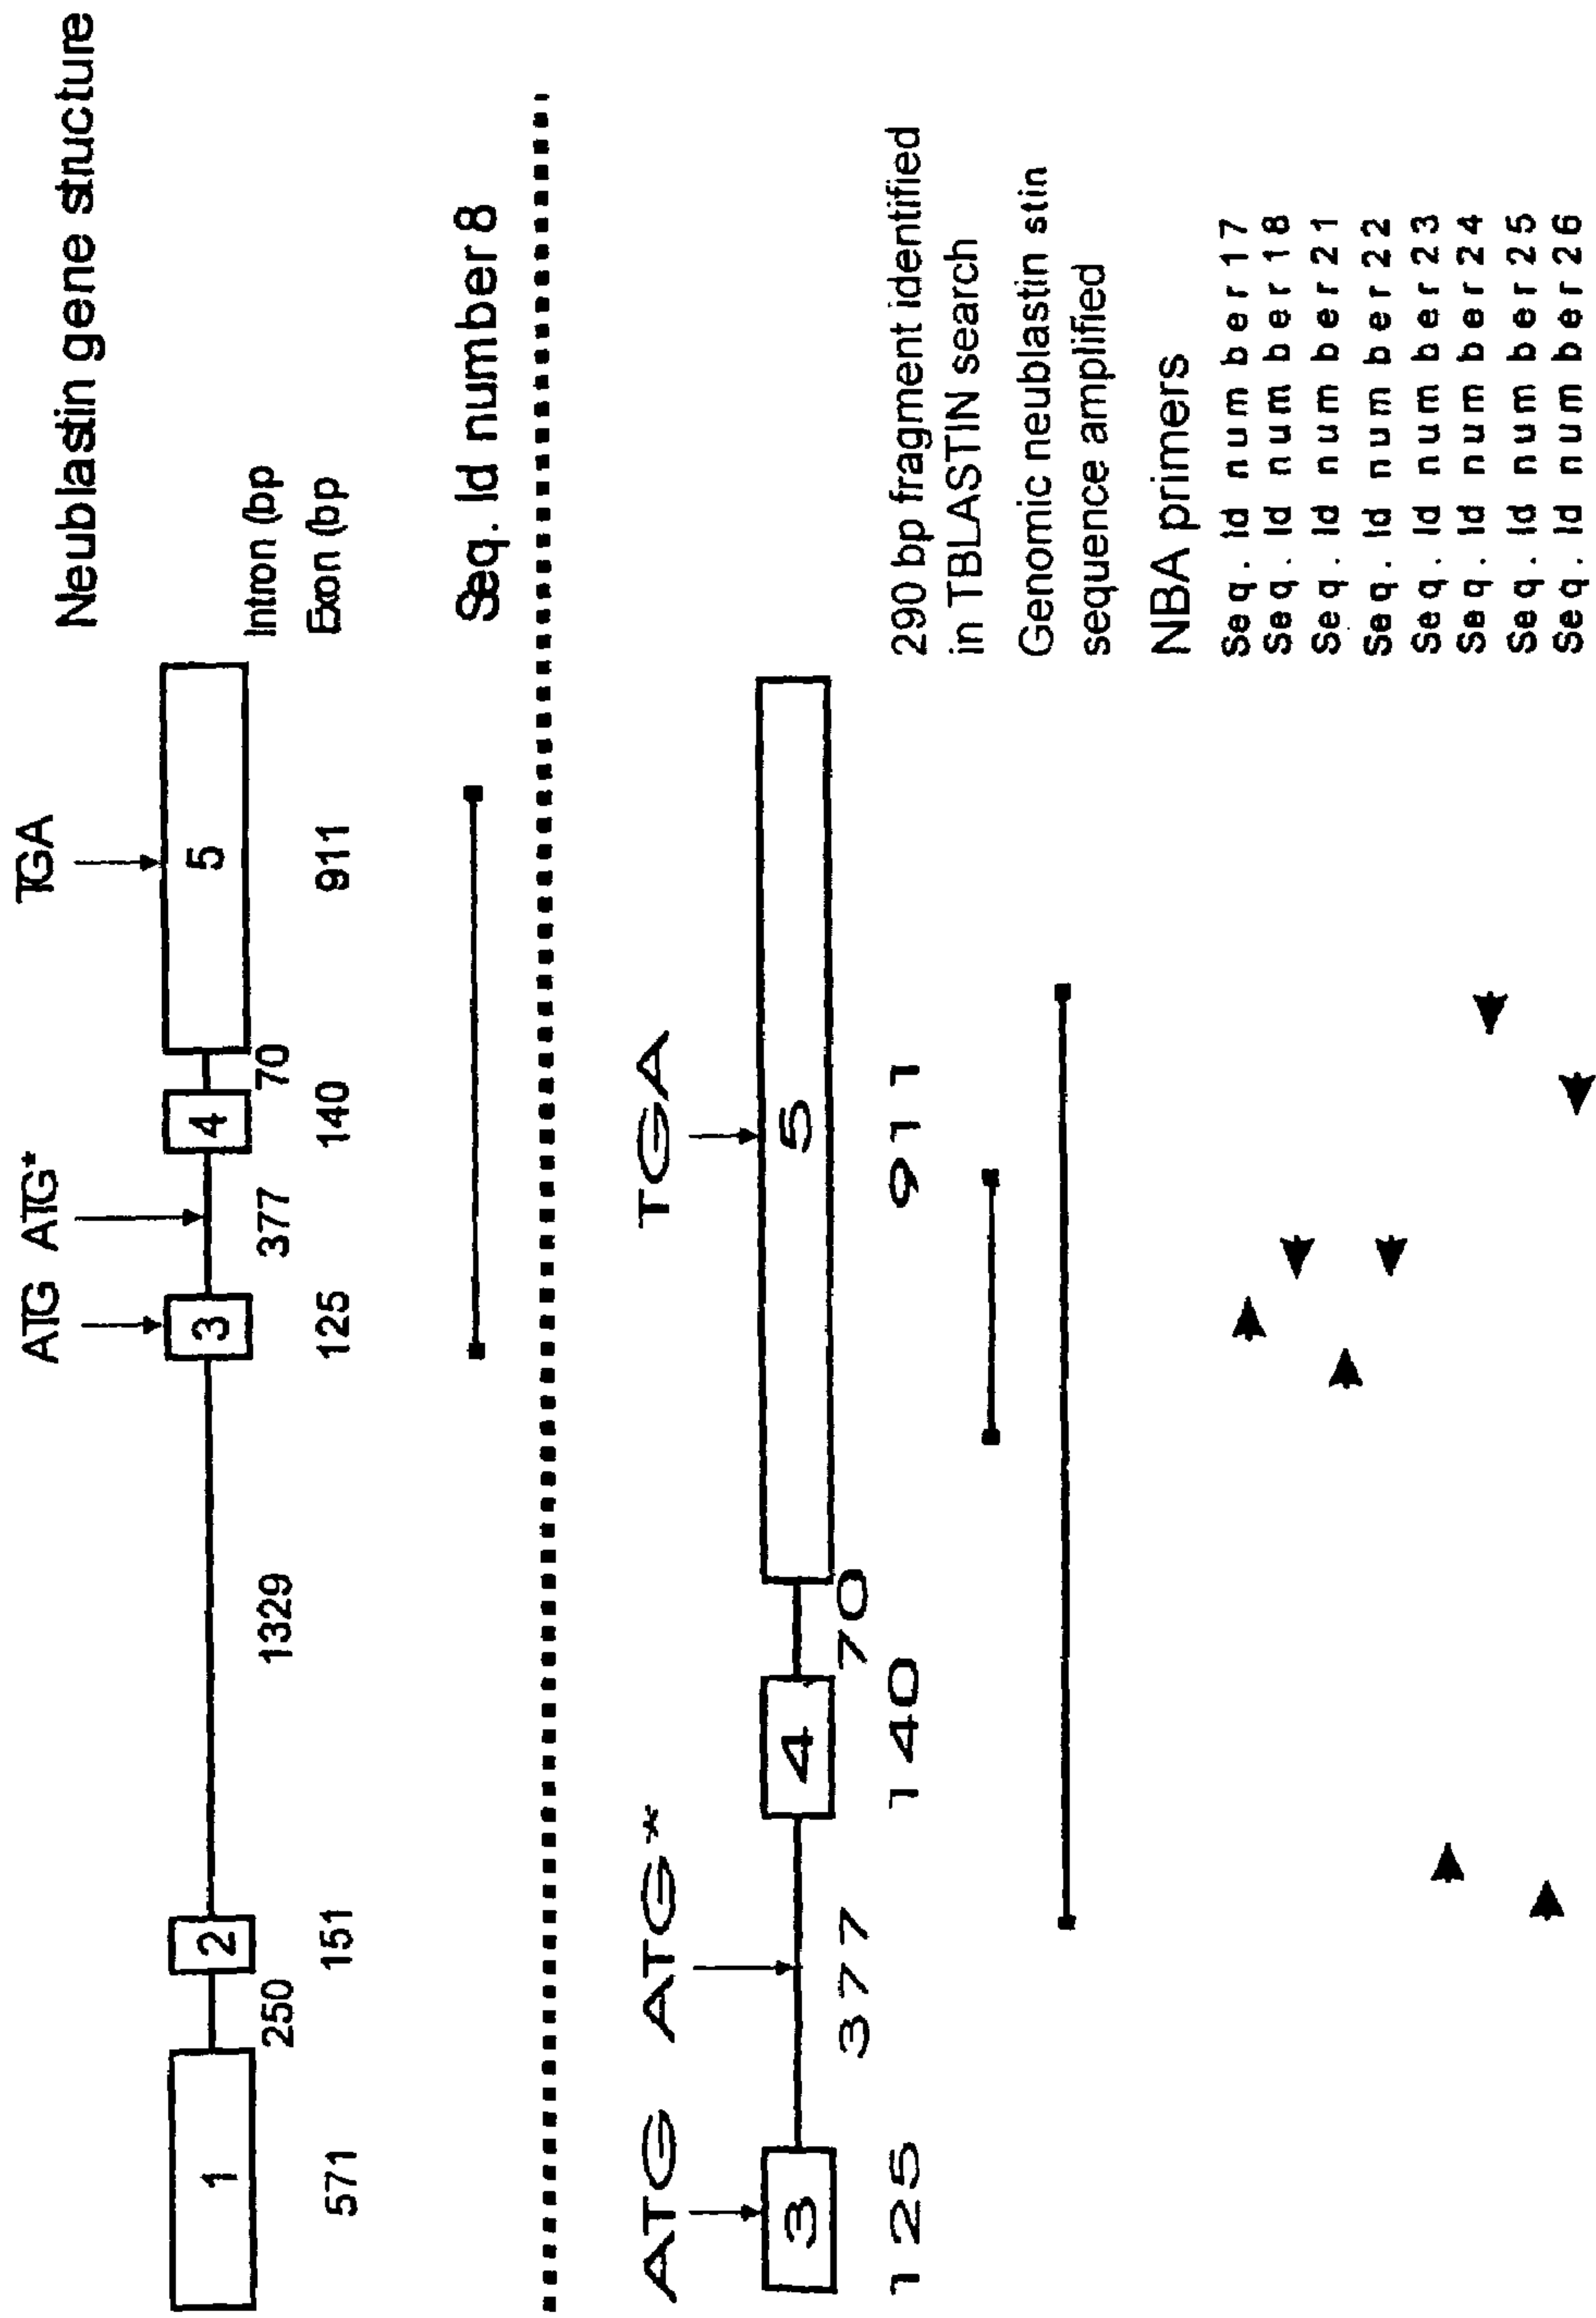 Neublastin gene structure
TGA
ATG ATG*
1 2 3 4 5
250 1329 377 70
Intron (bp
571 151 125 140 911
Exon (bp
Seq. Id number 8
ATG ATG*
TGA
3 4 5
377 70
125 140 911
290 bp fragment identified
in TBLASTIN search
Genomic neublastin stin
sequence amplified
NBA primers
Seq. Id number 17
Seq. Id number 18
Seq. Id number 21
Seq. Id number 22
Seq. Id number 23
Seq. Id number 24
Seq. Id number 25
Seq. Id number 26